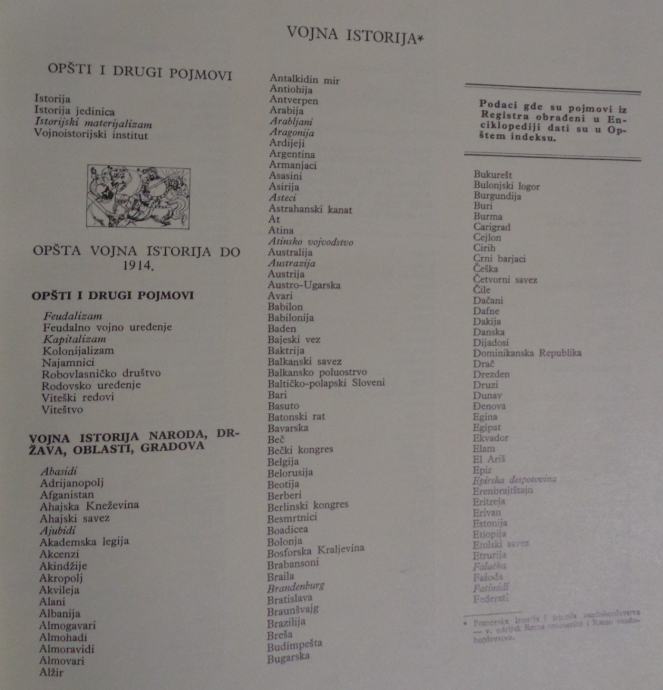 VOJNA ISTORIJA*
OPŠTI I DRUGI POJMOVI
Istorija
Istorija jedinica
Istorijski materijalizam
Vojnoistorijski institut
OPŠTA VOJNA ISTORIJA DO
1914.
OPŠTI I DRUGI POJMOVI
Feudalizam
Feudalno vojno uređenje
Kapitalizam
Kolonijalizam
Najamnici
Robovlasničko društvo
Rodovsko uređenje
Viteški redovi
Viteštvo
VOJNA ISTORIJA NARODA, DR-
ŽAVA, OBLASTI, GRADOVA
Abasidi
Adrijanopolj
Afganistan
Ahajska Kneževina
Ahajski savez
Ajubidi
Akademska legija
Akcenzi
Akindžije
Akropolj
Akvileja
Alani
Albanija
Almogavari
Almohadi
Almoravidi
Almovari
Alžir
Antalkidin mir
Antiohija
Antverpen
Arabija
Arabljani
Aragonija
Ardijeji
Argentina
Armanjaci
Asasini
Asirija
Asteci
Astrahanski kanat
At
Atina
Atinsko vojvodstvo
Australija
Austrazija
Austrija
Austro-Ugarska
Avari
Babilon
Babilonija
Baden
Bajeski vez
Baktrija
Balkanski savez
Balkansko poluostrvo
Baltičko-polapski Sloveni
Bari
Basuto
Batonski rat
Bavarska
Beč
Bečki kongres
Belgija
Belorusija
Beotija
Berberi
Berlinski kongres
Besmrtnici
Boadicea
Bolonja
Bosforska Kraljevina
Brabansoni
Braila
Brandenburg
Bratislava
Braunšvajg
Brazilija
Breša
Budimpešta
Bugarska
Podaci gde su pojmovi iz
Registra obrađeni u En-
ciklopediji dati su u Op-
štem indeksu.
Bukurešt
Bulonjski logor
Burgundija
Buri
Burma
Carigrad
Cejlon
Cirih
Crni barjaci
Češka
Četvorni savez
Čile
Dačani
Dafne
Dakija
Danska
Dijadosi
Dominikanska Republika
Drač
Drezden
Druzi
Dunav
Đenova
Egina
Egipat
Ekvador
Elam
El Ariš
Epir
Epirska despotovina
Erenbrajtštajn
Eritreja
Erivan
Estonija
Etiopija
Etolski savez
Etrurija
Falačka
Fašoda
Fatimidi
Federati
* Pomorska istorija i istorija
— v. odeljak Ratna